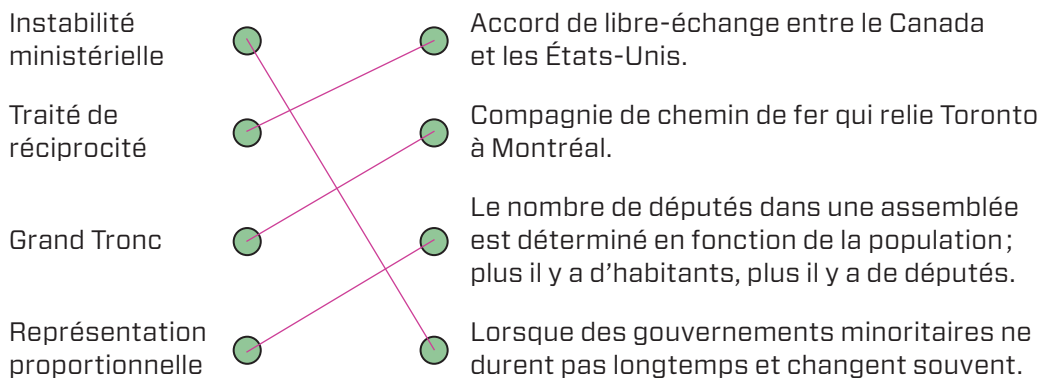 Instabilité
ministérielle
Accord de libre-échange entre le Canada
et les États-Unis.
Traité de
réciprocité
Compagnie de chemin de fer qui relie Toronto
à Montréal.
Grand Tronc
Le nombre de députés dans une assemblée
est déterminé en fonction de la population ;
plus il y a d’habitants, plus il y a de députés.
Représentation
proportionnelle
Lorsque des gouvernements minoritaires ne
durent pas longtemps et changent souvent.